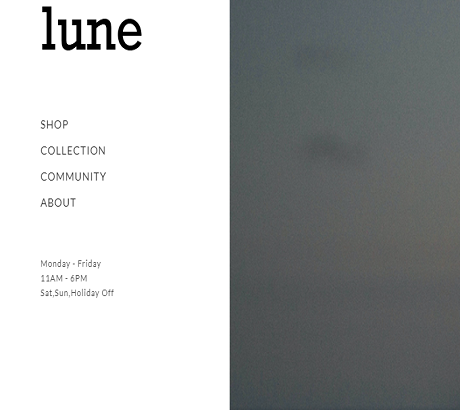 lune
SHOP
COLLECTION
COMMUNITY
ABOUT
Monday - Friday
11AM - 6PM
Sat,Sun,Holiday Off